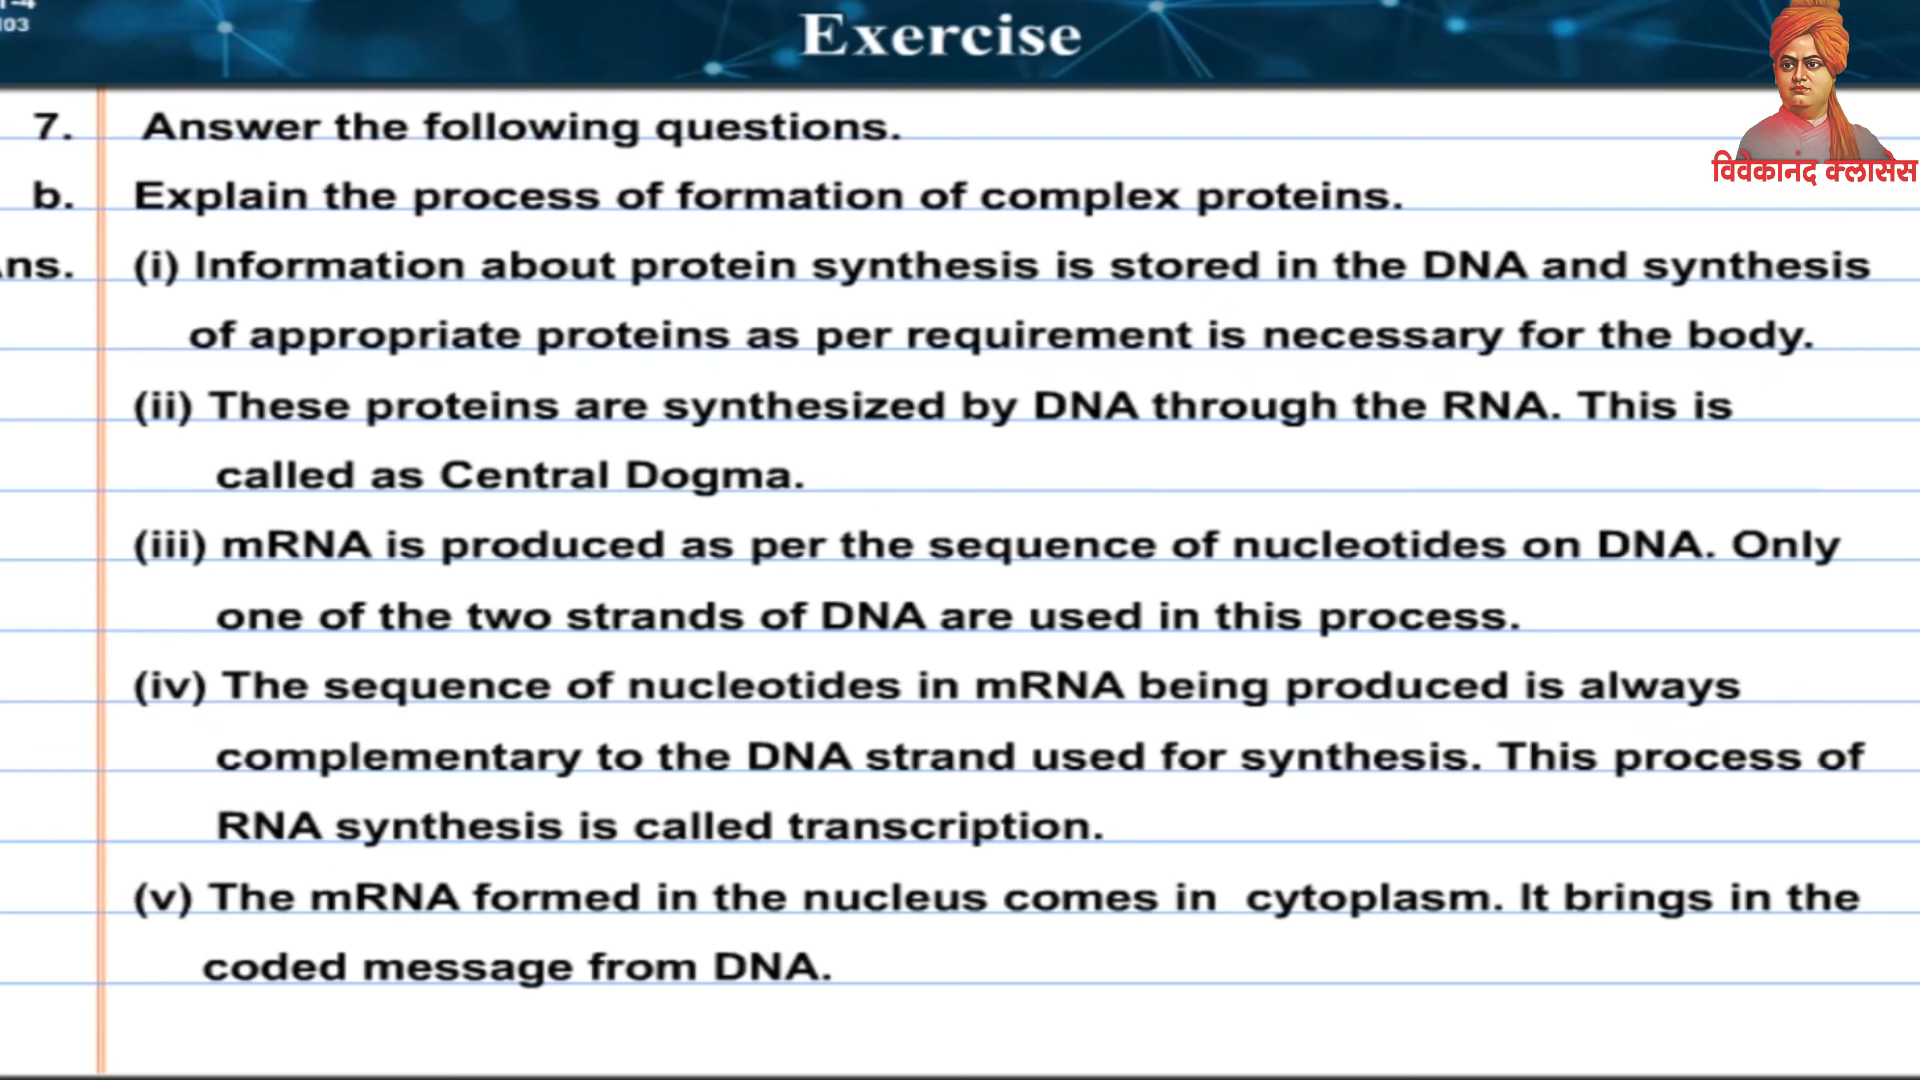 Exercise
विवेकानंद क्लासेस
7. Answer the following questions.
b. Explain the process of formation of complex proteins.
ns. (i) Information about protein synthesis is stored in the DNA and synthesis
of appropriate proteins as per requirement is necessary for the body.
(ii) These proteins are synthesized by DNA through the RNA. This is
called as Central Dogma.
(iii) mRNA is produced as per the sequence of nucleotides on DNA. Only
one of the two strands of DNA are used in this process.
(iv) The sequence of nucleotides in mRNA being produced is always
complementary to the DNA strand used for synthesis. This process of
RNA synthesis is called transcription.
(v) The mRNA formed in the nucleus comes in cytoplasm. It brings in the
coded message from DNA.